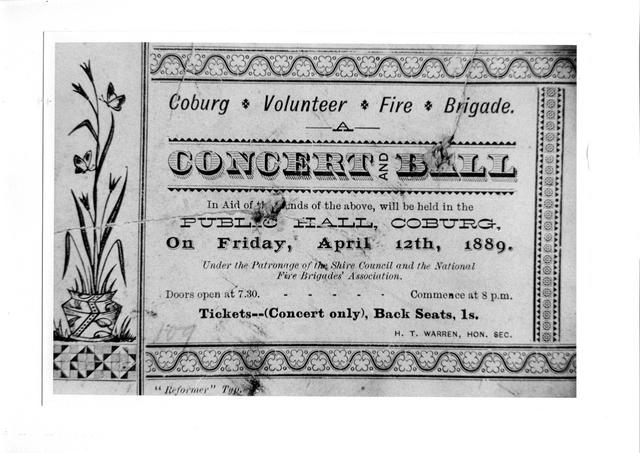 Coburg Volunteer Fire Brigade.
A
CONCERT AND BALL
In Aid of the funds of the above, will be held in the
PUBLIC HALL, COBURG,
On Friday, April 12th, 1889.
Under the Patronage of the Shire Council and the National
Fire Brigades' Association.
Doors open at 7.30. - - - - - Commence at 8 p.m.
Tickets--(Concert only), Back Seats, 1s.
H. T. WARREN, HON. SEC.
"Reformer" Typ.